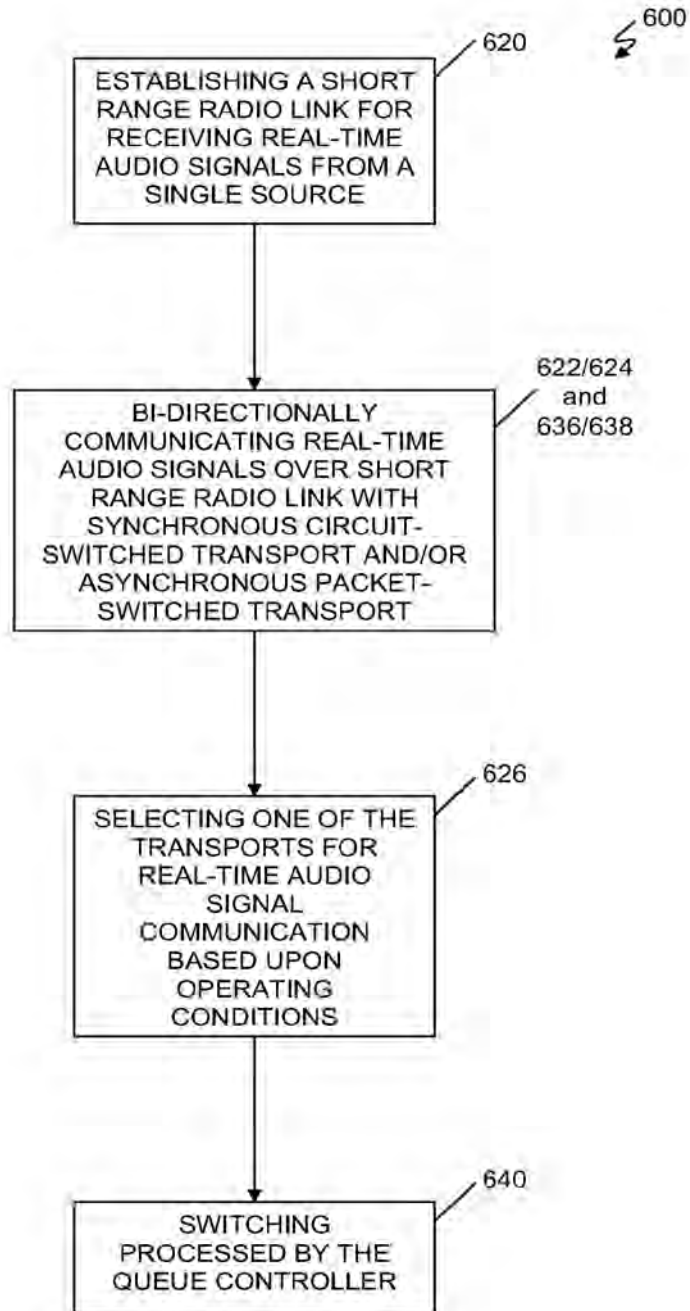 600
620
ESTABLISHING A SHORT
RANGE RADIO LINK FOR
RECEIVING REAL-TIME
AUDIO SIGNALS FROM A
SINGLE SOURCE
622/624
and
636/638
BI-DIRECTIONALLY
COMMUNICATING REAL-TIME
AUDIO SIGNALS OVER SHORT
RANGE RADIO LINK WITH
SYNCHRONOUS CIRCUIT-
SWITCHED TRANSPORT AND/OR
ASYNCHRONOUS PACKET-
SWITCHED TRANSPORT
626
SELECTING ONE OF THE
TRANSPORTS FOR
REAL-TIME AUDIO
SIGNAL
COMMUNICATION
BASED UPON
OPERATING
CONDITIONS
640
SWITCHING
PROCESSED BY THE
QUEUE CONTROLLER